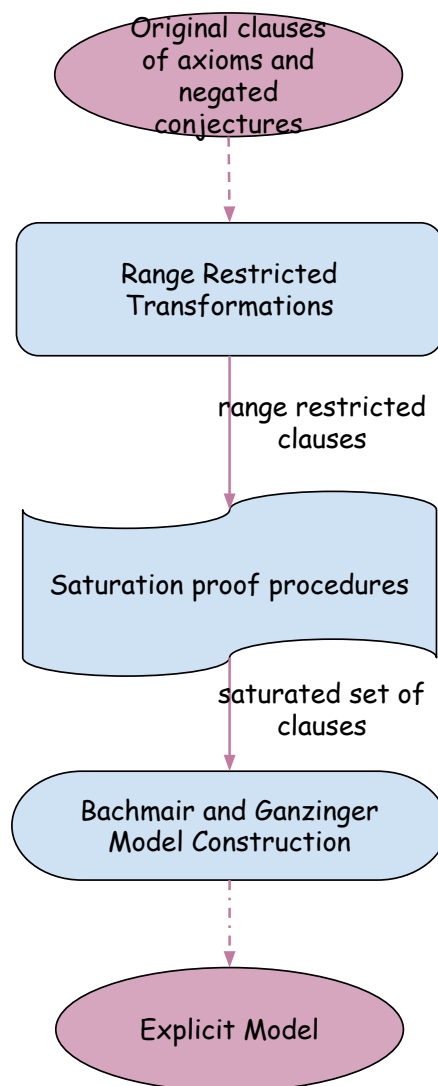 Original clauses
of axioms and
negated
conjectures
Range Restricted
Transformations
range restricted
clauses
Saturation proof procedures
saturated set of
clauses
Bachmair and Ganzinger
Model Construction
Explicit Model